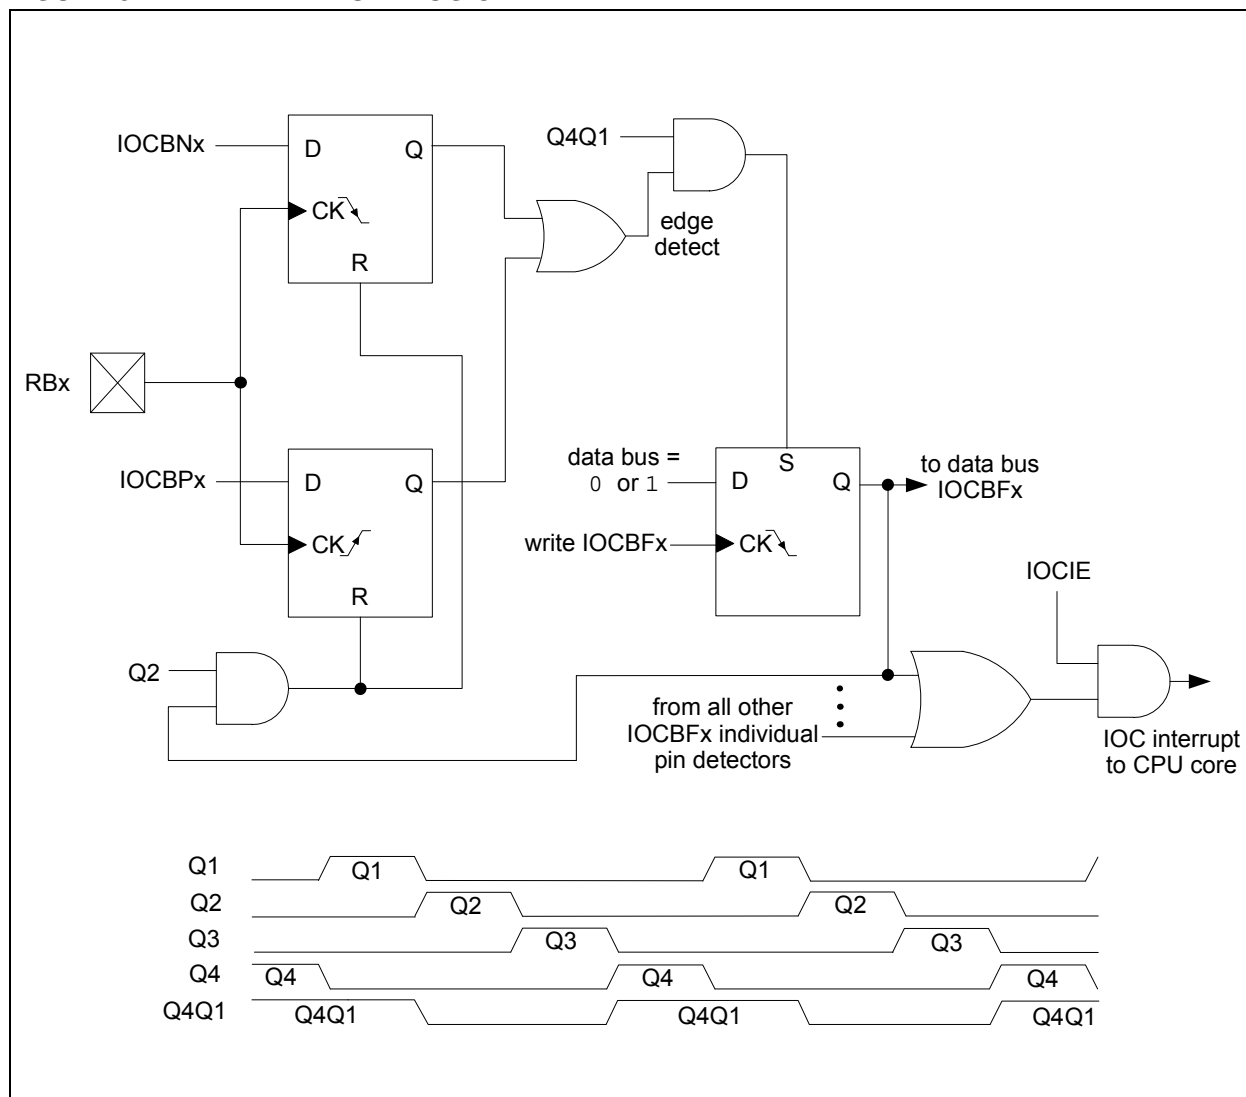 IOCBNx
D
Q
CK
R
Q4Q1
edge
detect
RBx
IOCBPx
D
Q
CK
R
data bus =
0 or 1
D
S
Q
write IOCBFx
CK
to data bus
IOCBFx
IOCIE
Q2
from all other
IOCBFx individual
pin detectors
IOC interrupt
to CPU core
Q1 Q1 Q1
Q2 Q2 Q2
Q3 Q3 Q3
Q4 Q4 Q4 Q4
Q4Q1 Q4Q1 Q4Q1 Q4Q1